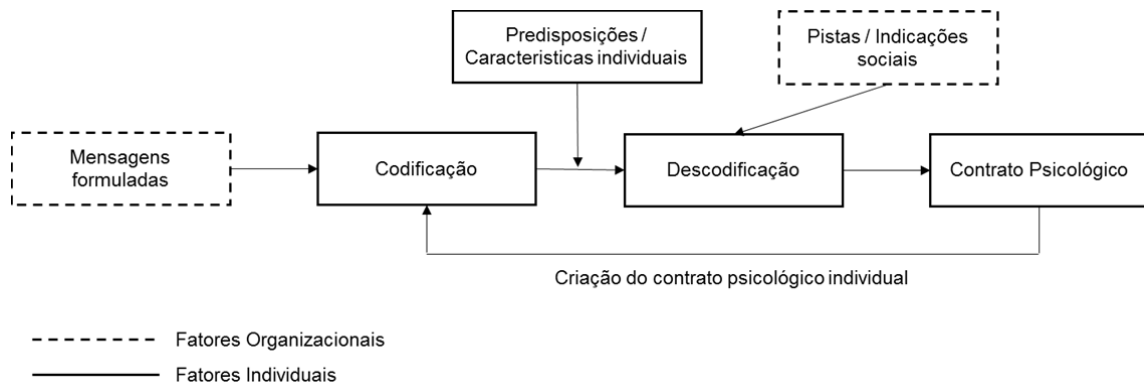 Predisposições /
Caracteristicas individuais
Pistas / Indicações
sociais
Mensagens
formuladas
Codificação
Descodificação
Contrato Psicológico
Criação do contrato psicológico individual
Fatores Organizacionais
Fatores Individuais